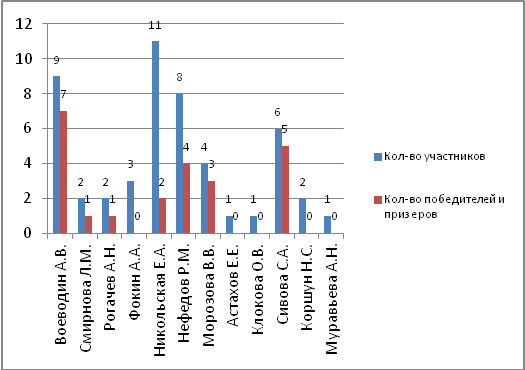 12
10
8
6
4
2
0
9
7
2
1
2
1
3
0
11
2
8
4
4
3
1
0
1
0
6
5
2
0
1
0
Воеводин А.В.
Смирнова Л.М.
Рогачев А.Н.
Фокин А.А.
Никольская Е.А.
Нефедов Р.М.
Морозова В.В.
Астахов Е.Е.
Клокова О.В.
Сивова С.А.
Коршун Н.С.
Муравьева А.Н.
Кол-во участников
Кол-во победителей и
призеров